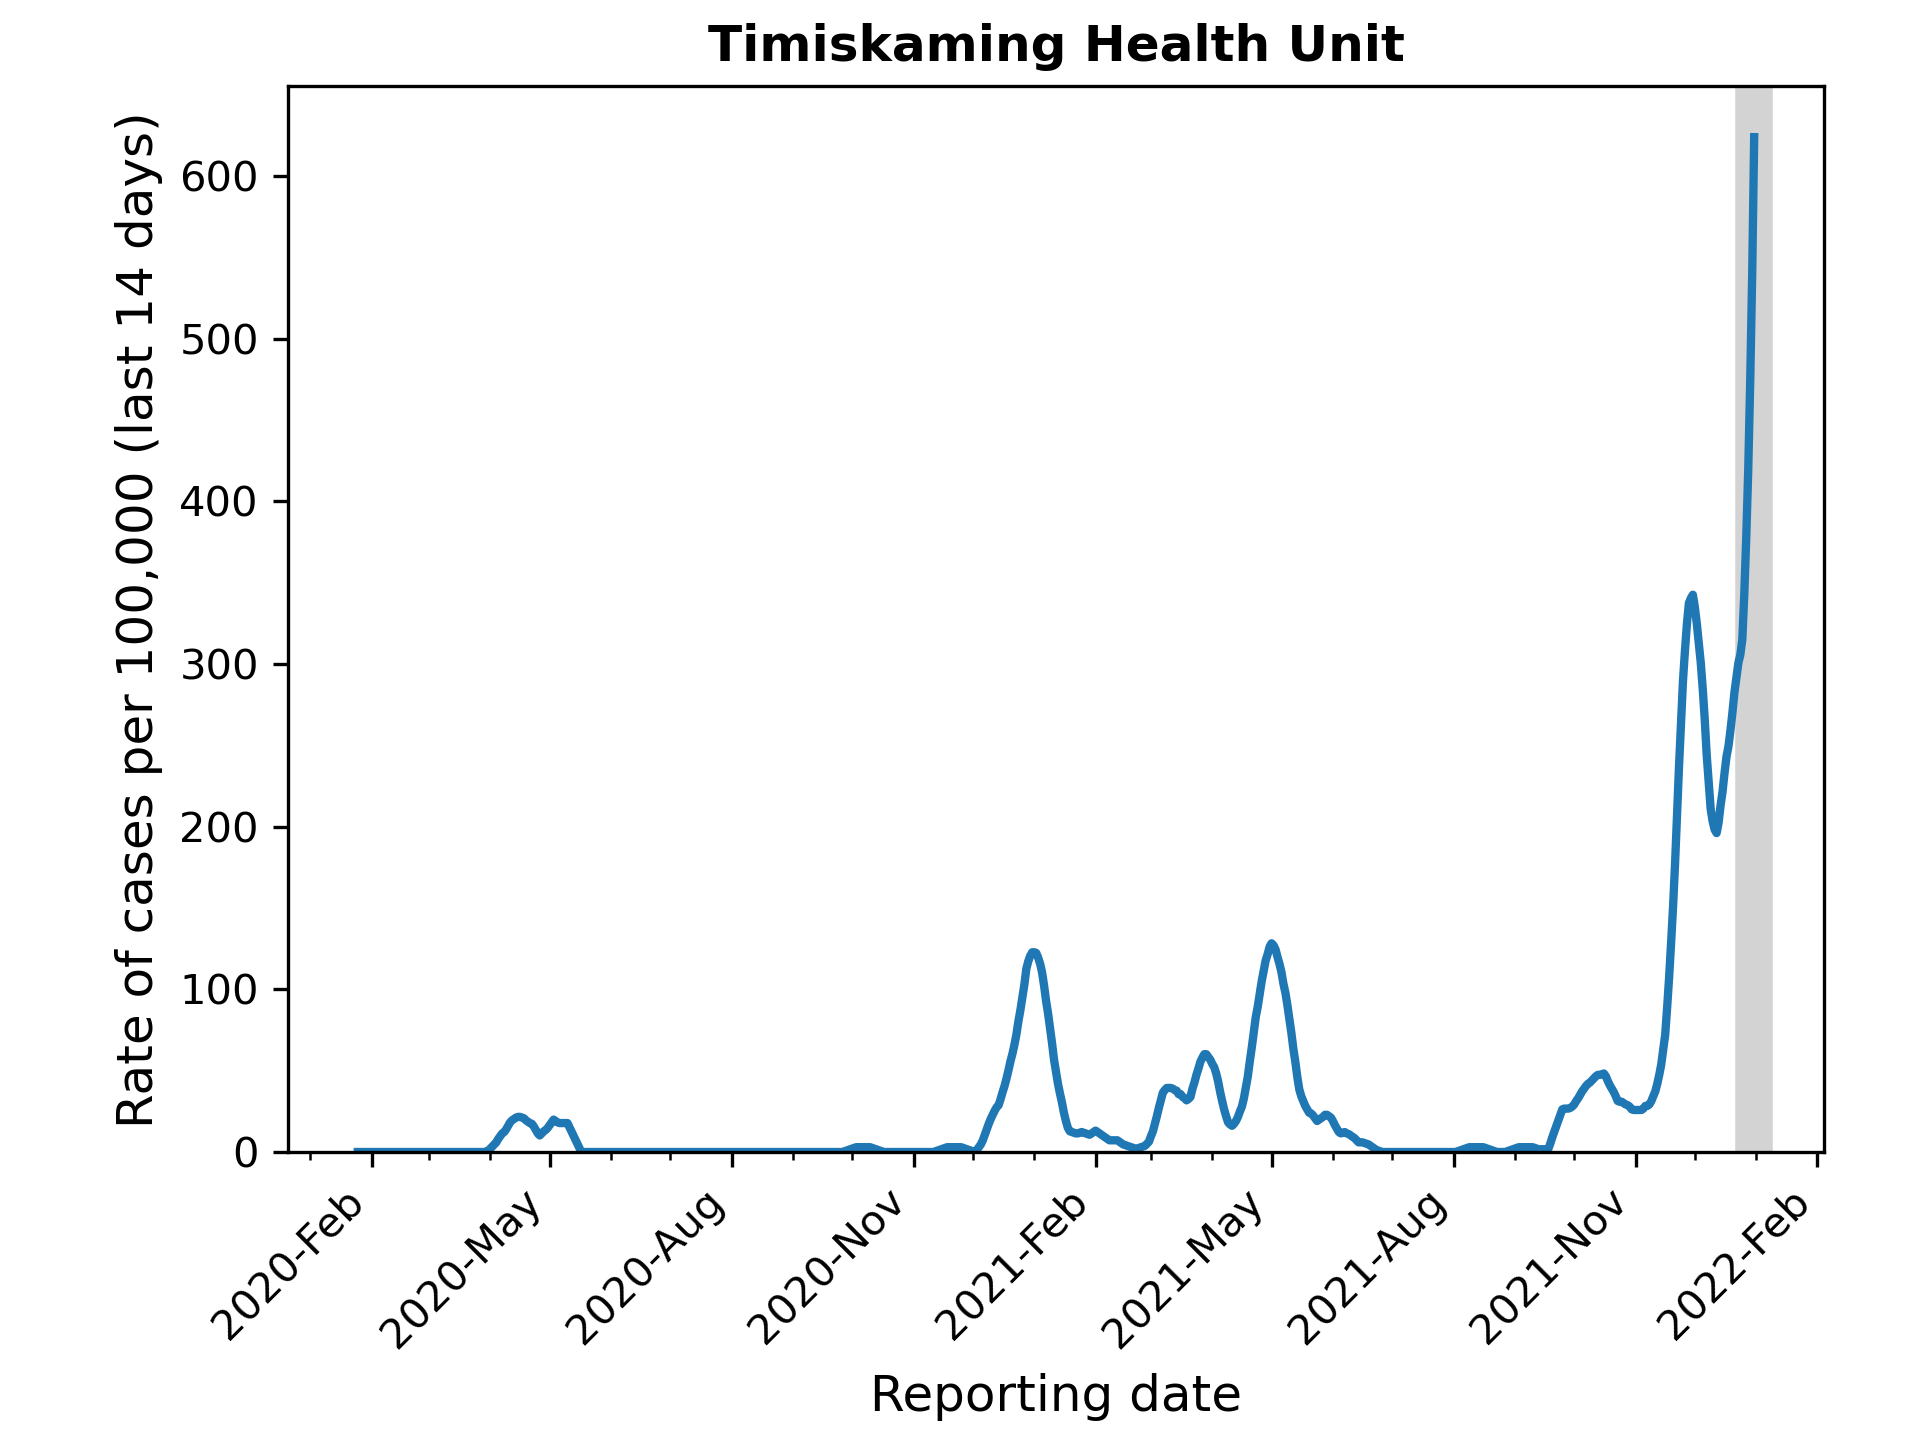 Timiskaming Health Unit
Rate of cases per 100,000 (last 14 days)
600
500
400
300
200
100
0
2020-Feb
2020-May
2020-Aug
2020-Nov
2021-Feb
2021-May
2021-Aug
2021-Nov
2022-Feb
Reporting date